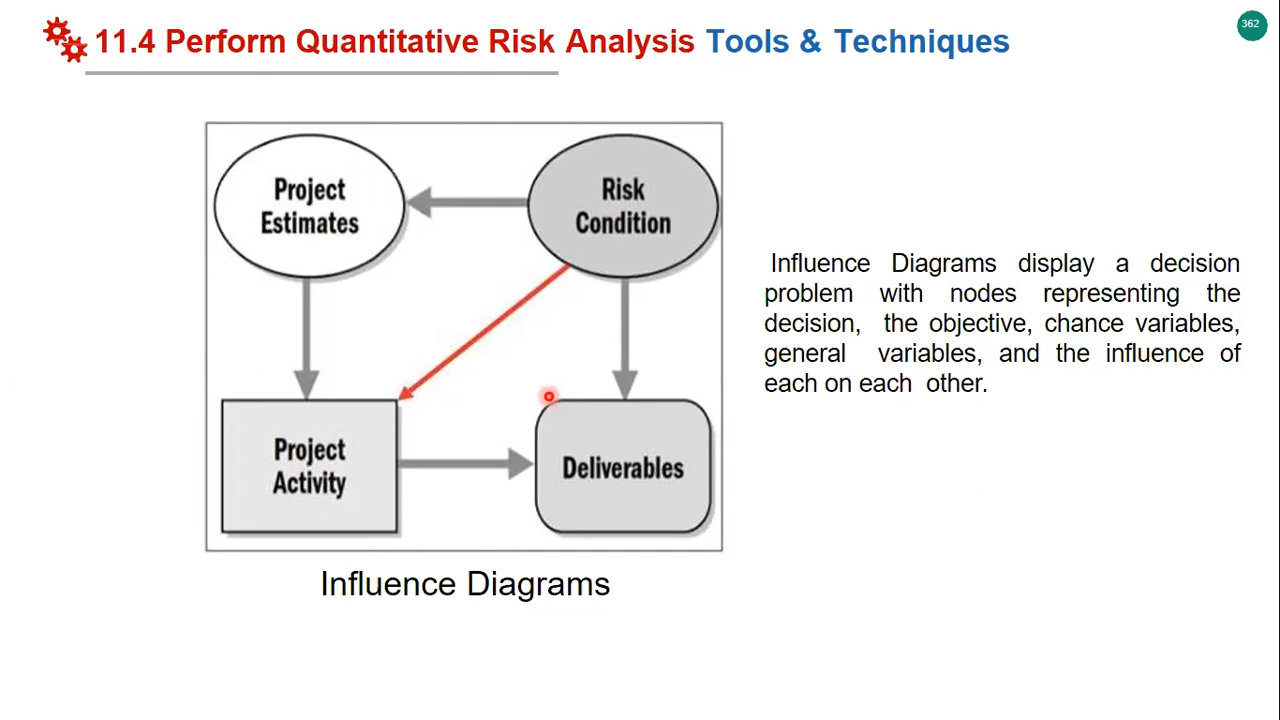 362
11.4 Perform Quantitative Risk Analysis Tools & Techniques
Project
Estimates
Risk
Condition
Project
Activity
Deliverables
Influence Diagrams
Influence Diagrams display a decision
problem with nodes representing the
decision, the objective, chance variables,
general variables, and the influence of
each on each other.